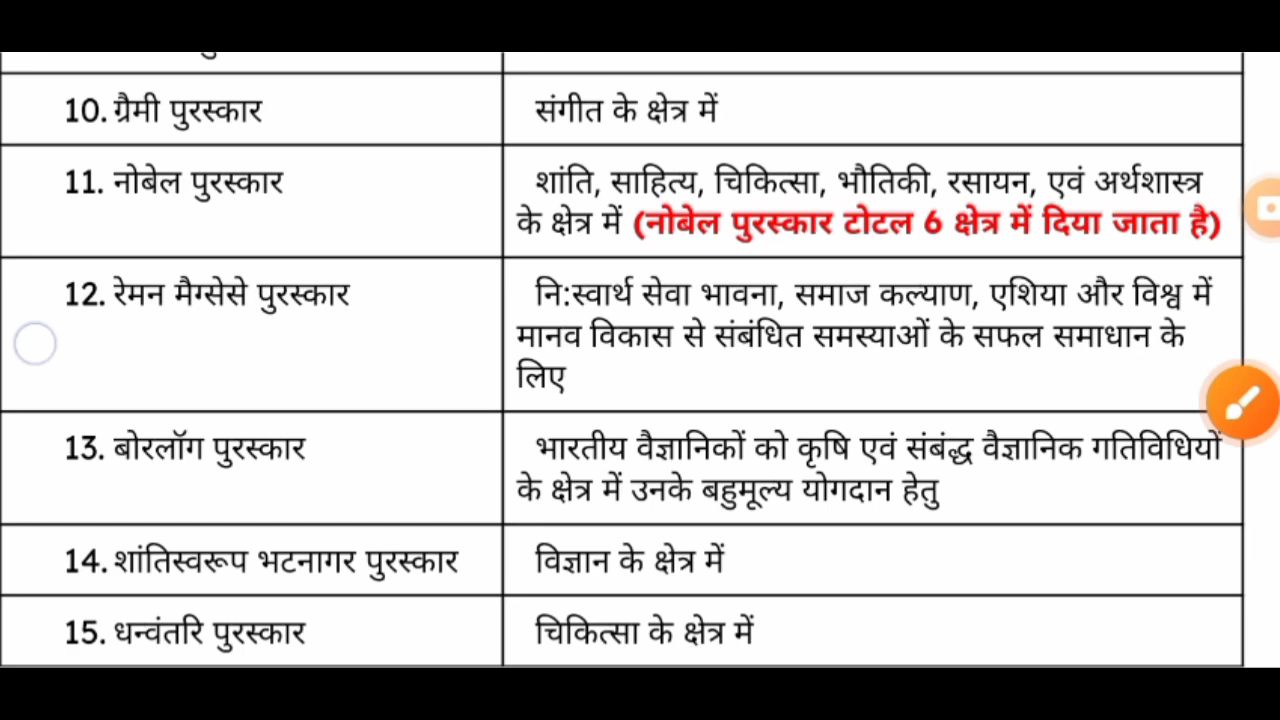 10. ग्रैमी पुरस्कार
संगीत के क्षेत्र में
11. नोबेल पुरस्कार
शांति, साहित्य, चिकित्सा, भौतिकी, रसायन, एवं अर्थशास्त्र
के क्षेत्र में (नोबेल पुरस्कार टोटल 6 क्षेत्र में दिया जाता है)
12. रेमन मैग्सेसे पुरस्कार
नि:स्वार्थ सेवा भावना, समाज कल्याण, एशिया और विश्व में
मानव विकास से संबंधित समस्याओं के सफल समाधान के
लिए
13. बोरलॉग पुरस्कार
भारतीय वैज्ञानिकों को कृषि एवं संबंद्ध वैज्ञानिक गतिविधियों
के क्षेत्र में उनके बहुमूल्य योगदान हेतु
14. शांतिस्वरूप भटनागर पुरस्कार
विज्ञान के क्षेत्र में
15. धन्वंतरि पुरस्कार
चिकित्सा के क्षेत्र में